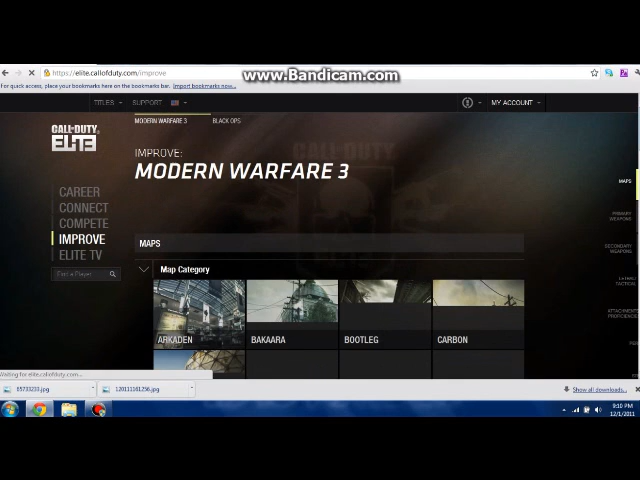 www.Bandicam.com
https://elite.callofduty.com/improve
For quick access, place your bookmarks here on the bookmarks bar. Import bookmarks now...
TITLES
SUPPORT
MY ACCOUNT
MODERN WARFARE 3
BLACK OPS
CALL OF DUTY
ELITE
IMPROVE:
MODERN WARFARE 3
CAREER
CONNECT
COMPETE
IMPROVE
ELITE TV
Find a Player
MAPS
Map Category
ARKADEN
BAKAARA
BOOTLEG
CARBON
MAPS
PRIMARY
WEAPONS
SECONDARY
WEAPONS
LETHAL
TACTICAL
ATTACHMENTS
PROFICIENCIES
Waiting for elite.callofduty.com...
65733233.jpg
120111161256.jpg
Show all downloads...
9:10 PM
12/1/2011